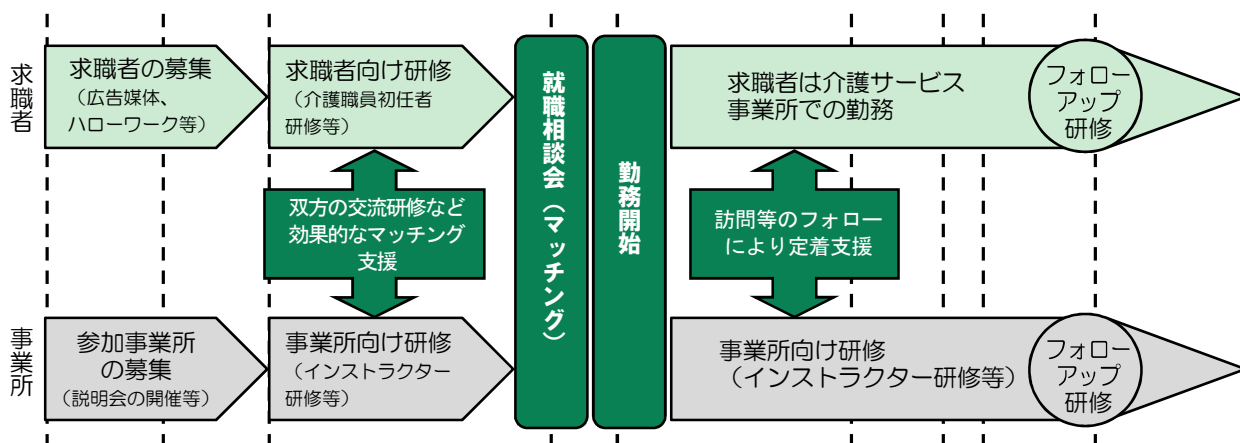 求職者
求職者の募集
（広告媒体、
ハローワーク等）
求職者向け研修
（介護職員初任者
研修等）
就職相談会（マッチング）
勤務開始
求職者は介護サービス
事業所での勤務
フォロー
アップ
研修
双方の交流研修など
効果的なマッチング
支援
訪問等のフォロー
により定着支援
事業所
参加事業所
の募集
（説明会の開催等）
事業所向け研修
（インストラクター
研修等）
事業所向け研修
（インストラクター研修等）
フォロー
アップ
研修